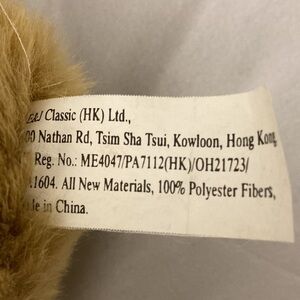 E&J Classic (HK) Ltd.,
Nathan Rd, Tsim Sha Tsui, Kowloon, Hong Kong
Reg. No.: ME4047/PA7112(HK)/OH21723/
1604. All New Materials, 100% Polyester Fibers,
in China.